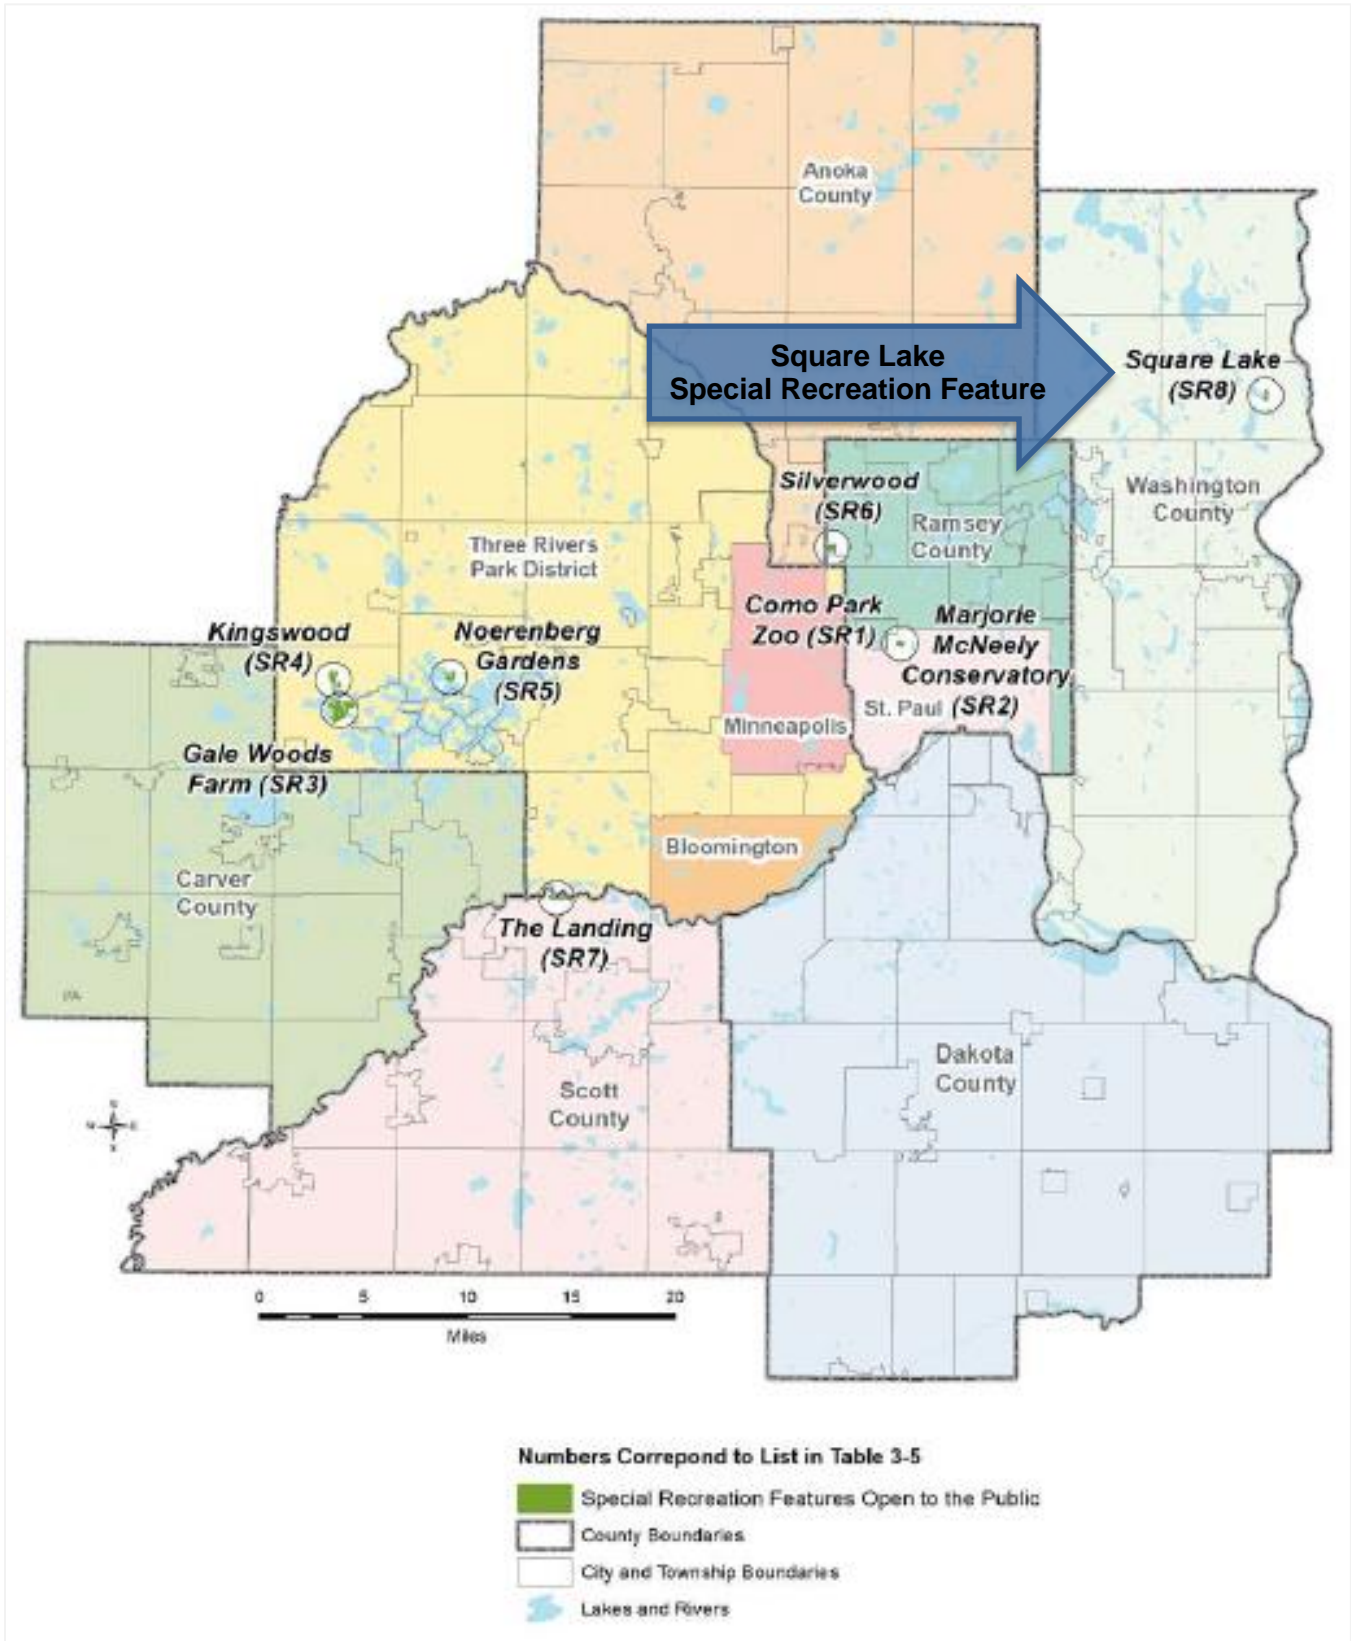 Anoka
County
Square Lake
Special Recreation Feature
Square Lake
(SR8)
Silverwood
(SR6)
Ramsey
County
Washington
County
Three Rivers
Park District
Como Park
Zoo (SR1)
Marjorie
McNeely
Conservatory
(SR2)
St. Paul
Kingswood
(SR4)
Noerenberg
Gardens
(SR5)
Minneapolis
Gale Woods
Farm (SR3)
Bloomington
Carver
County
The Landing
(SR7)
Dakota
County
Scott
County
0 5 10 15 20
Miles
Numbers Correpond to List in Table 3-5
Special Recreation Features Open to the Public
County Boundaries
City and Township Boundaries
Lakes and Rivers